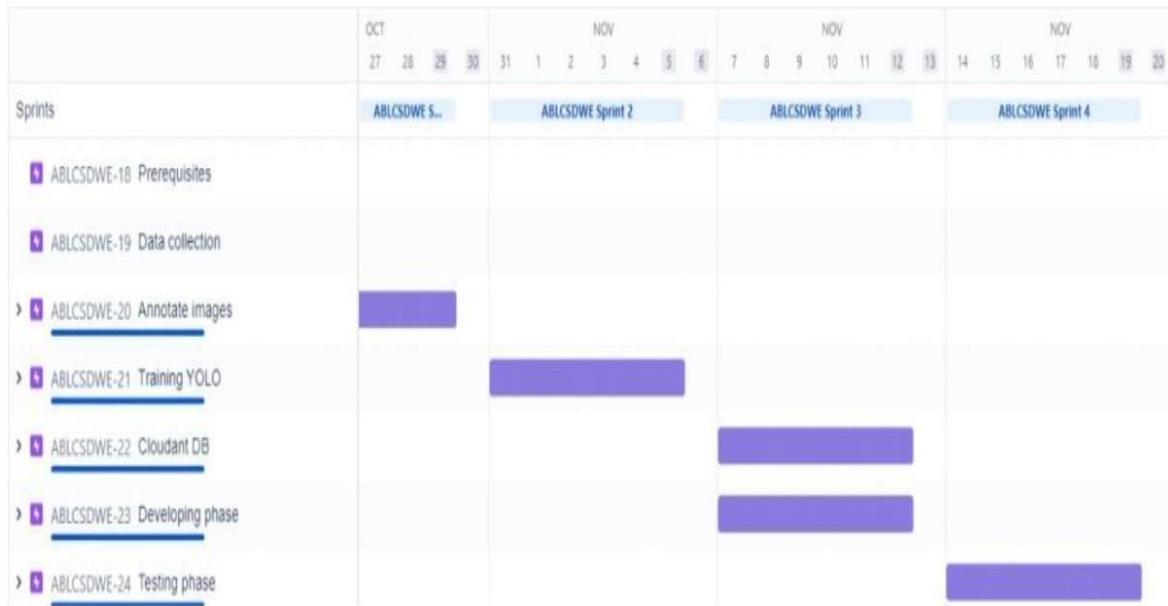 OCT NOV NOV NOV
27 28 29 30 31 1 2 3 4 5 6 7 8 9 10 11 12 13 14 15 16 17 18 19 20
Sprints ABLCSDWE S... ABLCSDWE Sprint 2 ABLCSDWE Sprint 3 ABLCSDWE Sprint 4
ABLCSDWE-18 Prerequisites
ABLCSDWE-19 Data collection
ABLCSDWE-20 Annotate images
ABLCSDWE-21 Training YOLO
ABLCSDWE-22 Cloudant DB
ABLCSDWE-23 Developing phase
ABLCSDWE-24 Testing phase